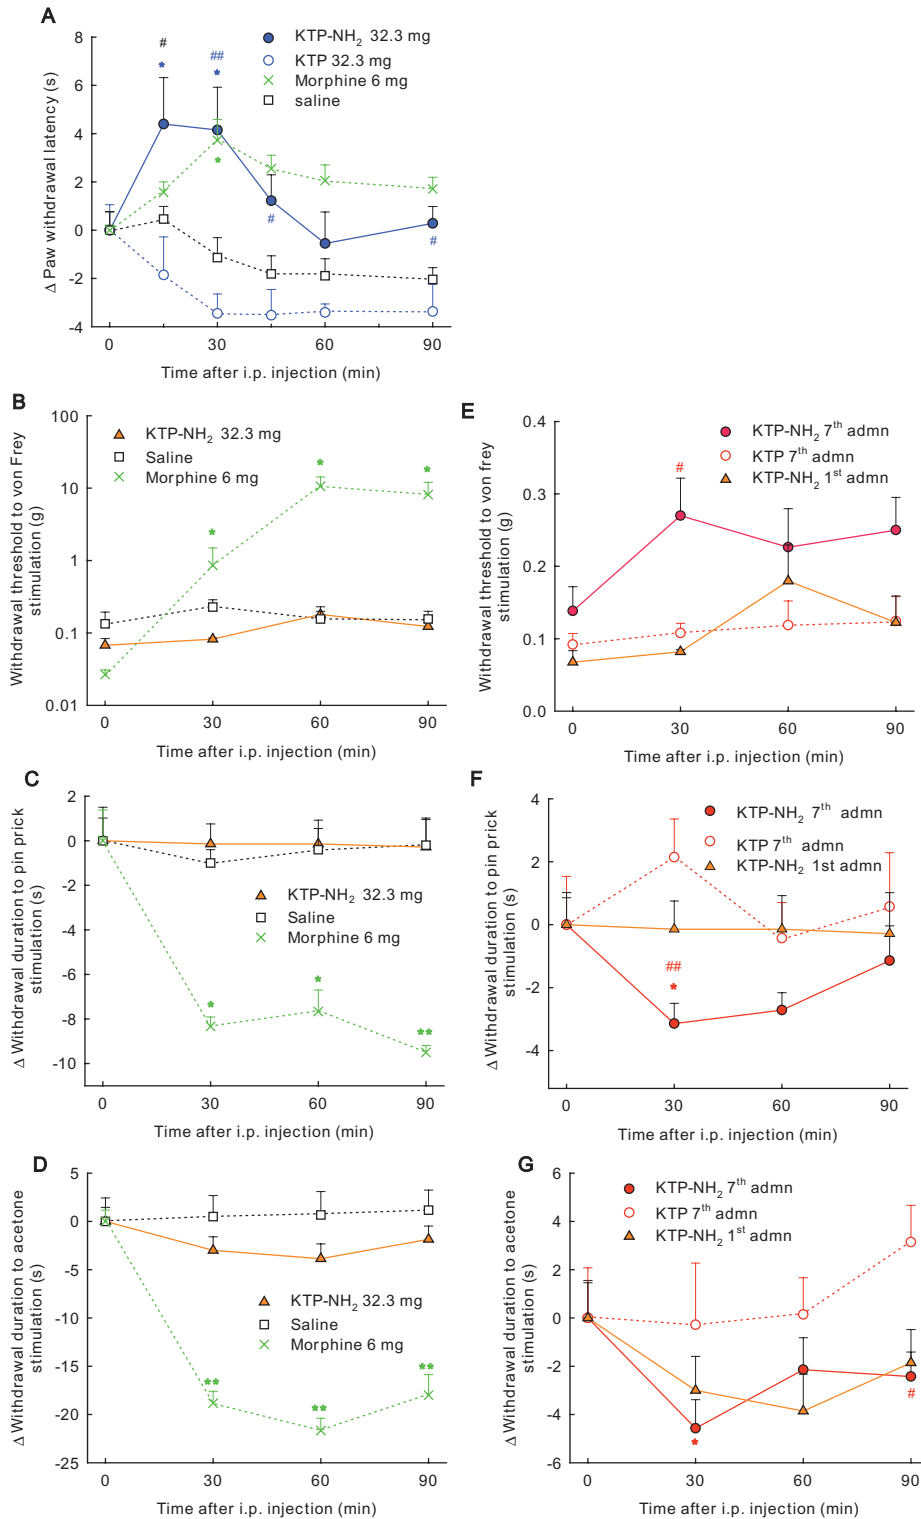 A
8
6
4
2
0
-2
-4
Δ Paw withdrawal latency (s)
KTP-NH2 32.3 mg
KTP 32.3 mg
Morphine 6 mg
saline
#
*
##
*
*
#
#
0 30 60 90
Time after i.p. injection (min)
B
100
10
1
0.1
0.01
Withdrawal threshold to von Frey
stimulation (g)
KTP-NH2 32.3 mg
Saline
Morphine 6 mg
*
*
*
0 30 60 90
Time after i.p. injection (min)
E
0.4
0.3
0.2
0.1
0.0
Withdrawal threshold to von frey
stimulation (g)
KTP-NH2 7th admn
KTP 7th admn
KTP-NH2 1st admn
#
0 30 60 90
Time after i.p. injection (min)
C
2
0
-2
-4
-6
-8
-10
Δ Withdrawal duration to pin prick
stimulation (s)
KTP-NH2 32.3 mg
Saline
Morphine 6 mg
*
*
**
0 30 60 90
Time after i.p. injection (min)
F
4
2
0
-2
-4
Δ Withdrawal duration to pin prick
stimulation (s)
KTP-NH2 7th admn
KTP 7th admn
KTP-NH2 1st admn
##
*
0 30 60 90
Time after i.p. injection (min)
D
5
0
-5
-10
-15
-20
-25
Δ Withdrawal duration to acetone
stimulation (s)
KTP-NH2 32.3 mg
Saline
Morphine 6 mg
**
**
**
0 30 60 90
Time after i.p. injection (min)
G
6
4
2
0
-2
-4
-6
Δ Withdrawal duration to acetone
stimulation (s)
KTP-NH2 7th admn
KTP 7th admn
KTP-NH2 1st admn
*
#
0 30 60 90
Time after i.p. injection (min)